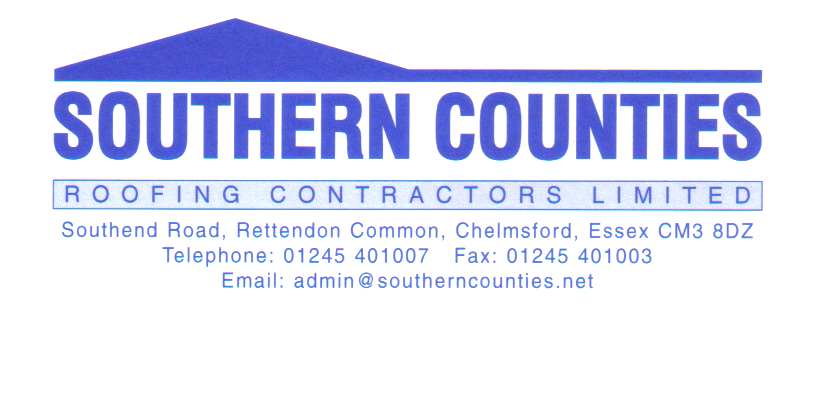 SOUTHERN COUNTIES
ROOFING CONTRACTORS LIMITED
Southend Road, Rettendon Common, Chelmsford, Essex CM3 8DZ
Telephone: 01245 401007 Fax: 01245 401003
Email: admin@southerncounties.net